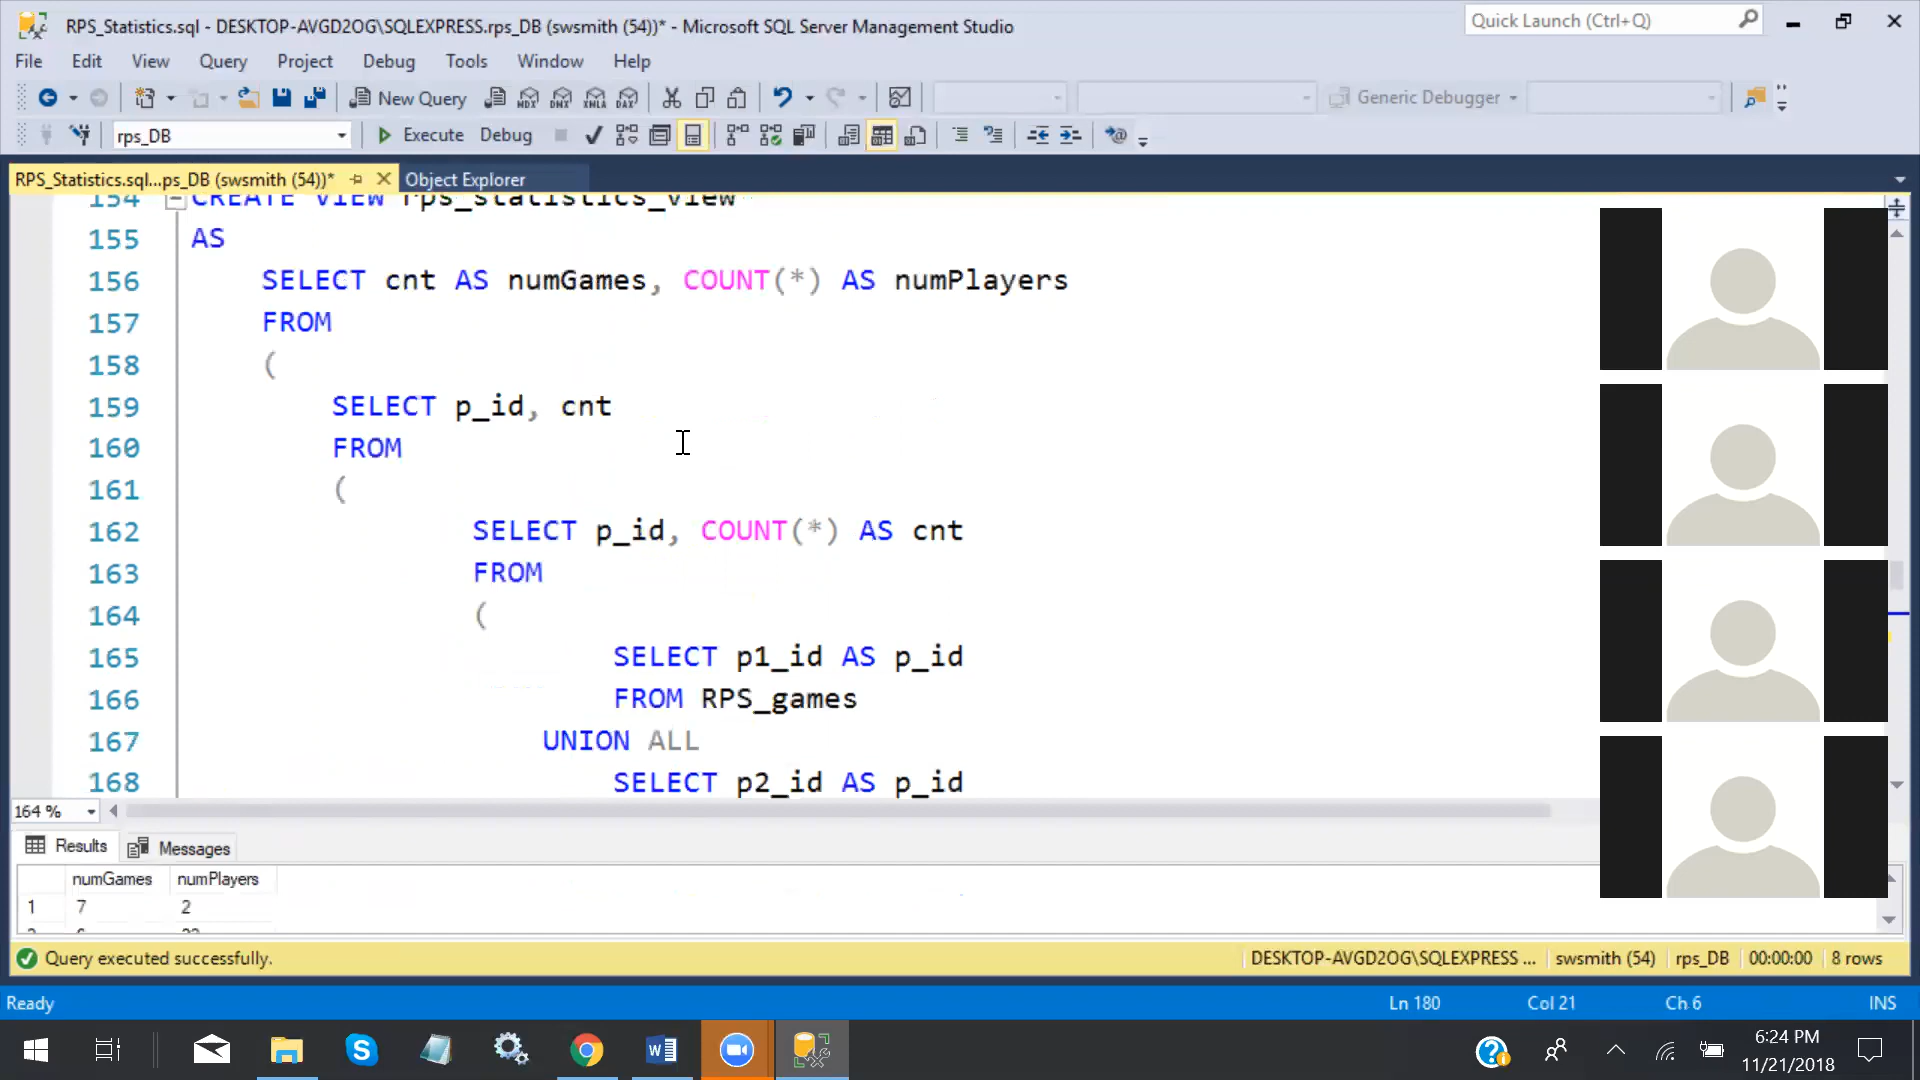 RPS_Statistics.sql - DESKTOP-AVGD2OG\SQLEXPRESS.rps_DB (swsmith (54))* - Microsoft SQL Server Management Studio
Quick Launch (Ctrl+Q)
File Edit View Query Project Debug Tools Window Help
New Query
MDX DMX XMLA DAX
Generic Debugger
rps_DB
Execute Debug
RPS_Statistics.sql...ps_DB (swsmith (54))*
Object Explorer
154 CREATE VIEW rps_statistics_view
155 AS
156 SELECT cnt AS numGames, COUNT(*) AS numPlayers
157 FROM
158 (
159 SELECT p_id, cnt
160 FROM
161 (
162 SELECT p_id, COUNT(*) AS cnt
163 FROM
164 (
165 SELECT p1_id AS p_id
166 FROM RPS_games
167 UNION ALL
168 SELECT p2_id AS p_id
164 %
Results Messages
numGames numPlayers
1 7 2
Query executed successfully.
DESKTOP-AVGD2OG\SQLEXPRESS ... swsmith (54) rps_DB 00:00:00 8 rows
Ready
Ln 180 Col 21 Ch 6 INS
6:24 PM
11/21/2018